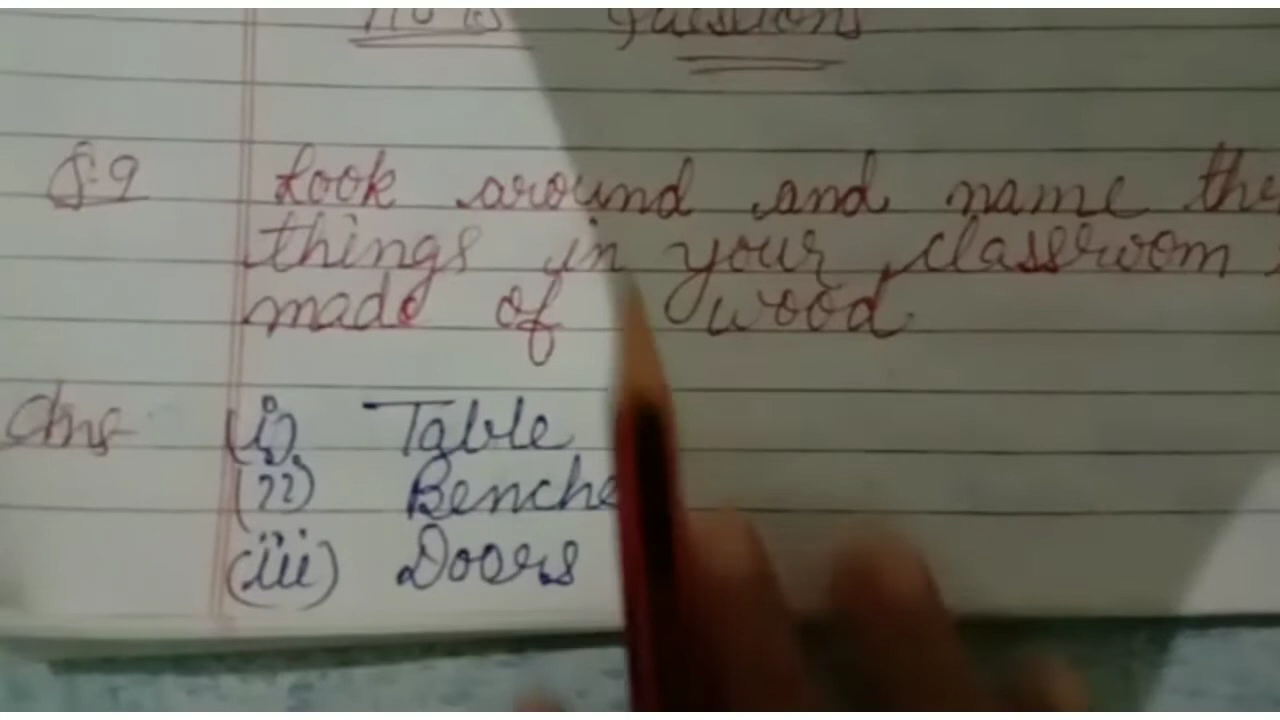 Questions
Q.9 Look around and name the
things in your classroom
made of wood.
Ans (i) Table
(ii) Benche
(iii) Doors